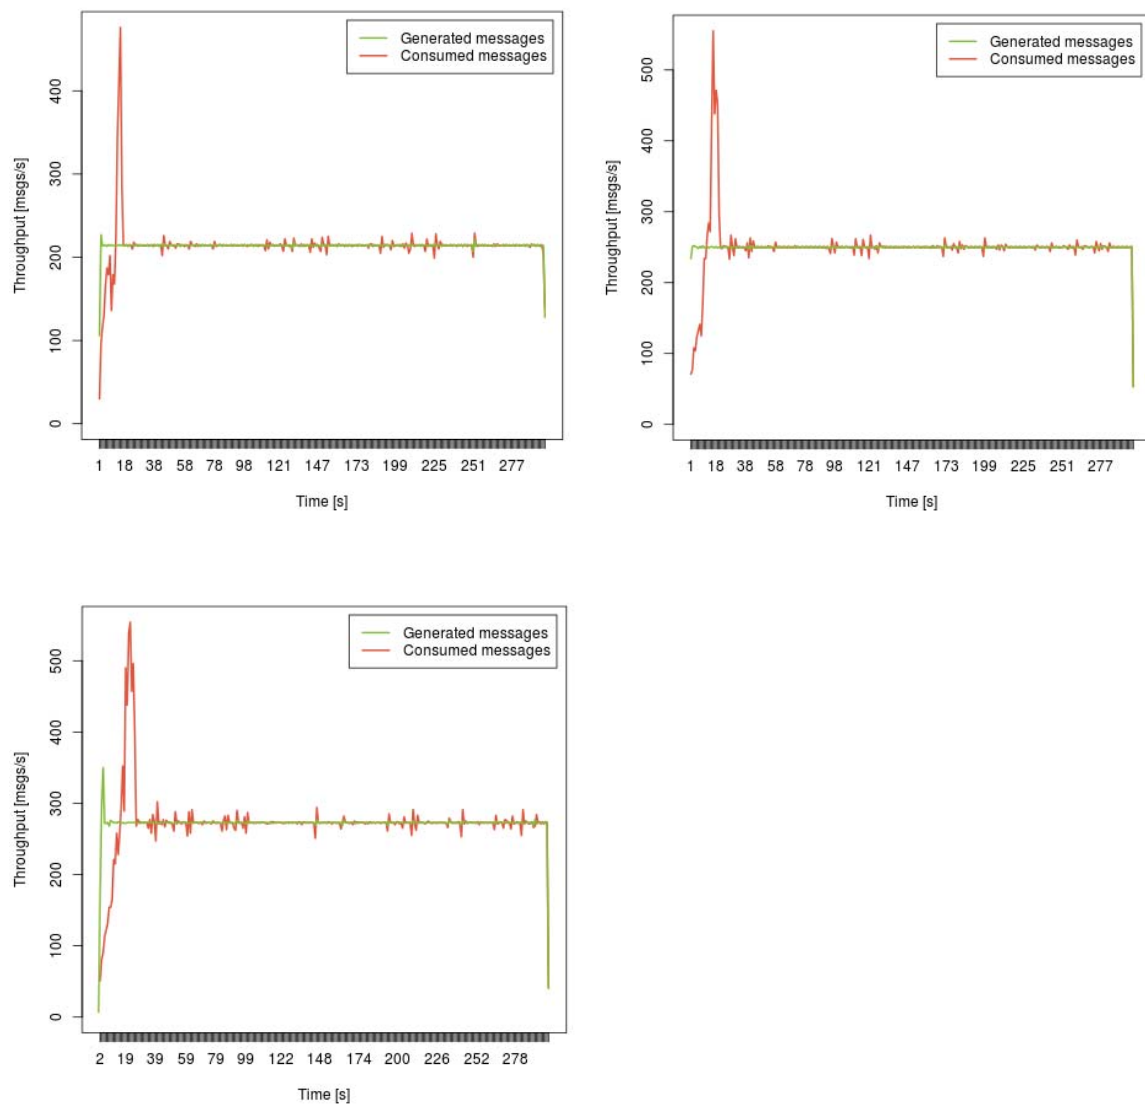 Generated messages
Consumed messages
Throughput [msgs/s]
400
300
200
100
0
1 18 38 58 78 98 121 147 173 199 225 251 277
Time [s]
Generated messages
Consumed messages
Throughput [msgs/s]
500
400
300
200
100
0
1 18 38 58 78 98 121 147 173 199 225 251 277
Time [s]
Generated messages
Consumed messages
Throughput [msgs/s]
500
400
300
200
100
0
2 19 39 59 79 99 122 148 174 200 226 252 278
Time [s]